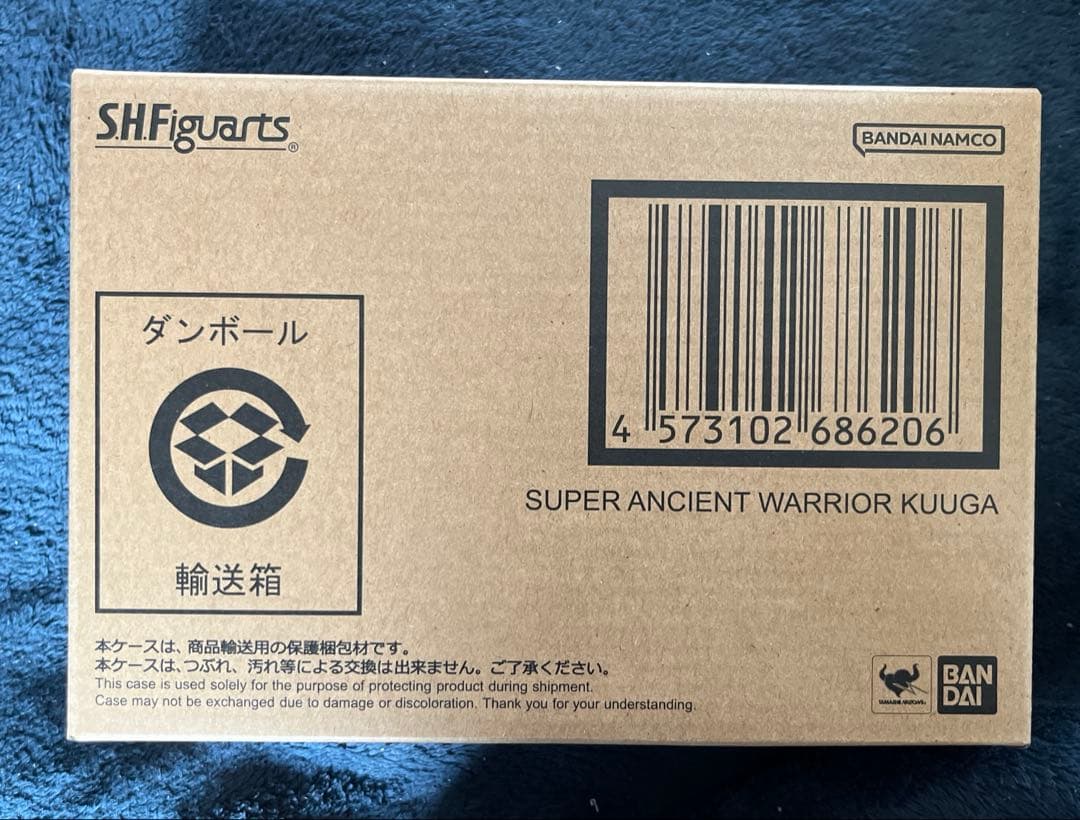 S.H.Figuarts®
BANDAI NAMCO
4 573102 686206
SUPER ANCIENT WARRIOR KUUGA
ダンボール
輸送箱
本ケースは、商品輸送用の保護梱包材です。
本ケースは、つぶれ、汚れ等による交換は出来ません。ご了承ください。
This case is used solely for the purpose of protecting product during shipment.
Case may not be exchanged due to damage or discoloration. Thank you for your understanding.
BAN
DAI